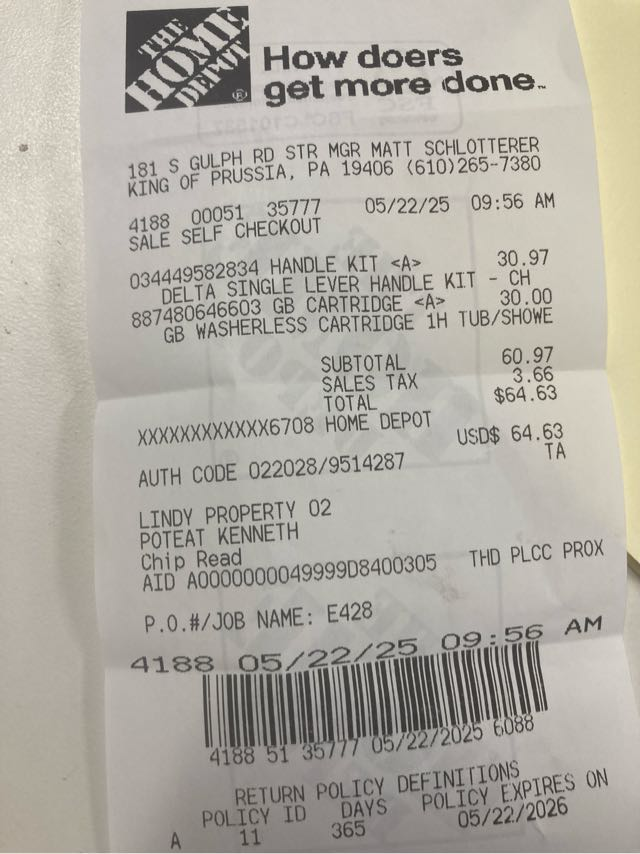 THE
HOME
DEPOT
®
How doers
get more done™
181 S GULPH RD STR MGR MATT SCHLOTTERER
KING OF PRUSSIA, PA 19406 (610)265-7380
4188 00051 35777 05/22/25 09:56 AM
SALE SELF CHECKOUT
034449582834 HANDLE KIT <A> 30.97
DELTA SINGLE LEVER HANDLE KIT - CH
887480646603 GB CARTRIDGE <A> 30.00
GB WASHERLESS CARTRIDGE 1H TUB/SHOWE
SUBTOTAL 60.97
SALES TAX 3.66
TOTAL $64.63
XXXXXXXXXXXX6708 HOME DEPOT
USD$ 64.63
AUTH CODE 022028/9514287 TA
LINDY PROPERTY 02
POTEAT KENNETH
Chip Read
AID A0000000049999D8400305 THD PLCC PROX
P.O.#/JOB NAME: E428
4188 05/22/25 09:56 AM
4188 51 35777 05/22/2025 6088
RETURN POLICY DEFINITIONS
POLICY ID DAYS POLICY EXPIRES ON
A 11 365 05/22/2026